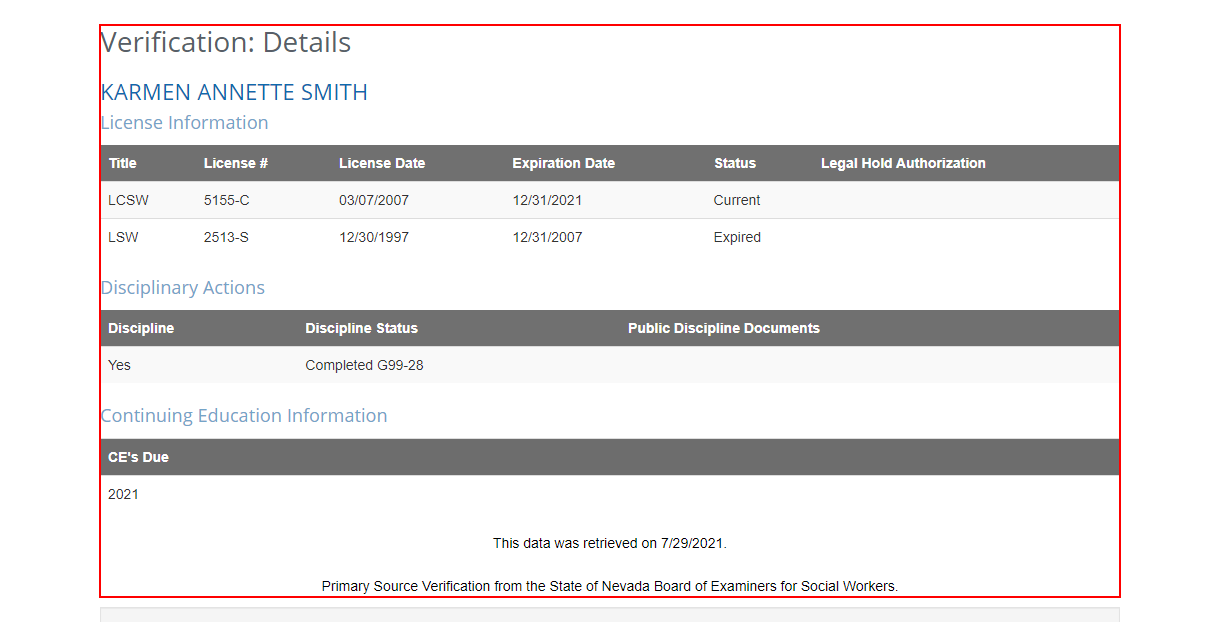 Verification: Details
KARMEN ANNETTE SMITH
License Information
Title License # License Date Expiration Date Status Legal Hold Authorization
LCSW 5155-C 03/07/2007 12/31/2021 Current
LSW 2513-S 12/30/1997 12/31/2007 Expired
Disciplinary Actions
Discipline Discipline Status Public Discipline Documents
Yes Completed G99-28
Continuing Education Information
CE's Due
2021
This data was retrieved on 7/29/2021.
Primary Source Verification from the State of Nevada Board of Examiners for Social Workers.